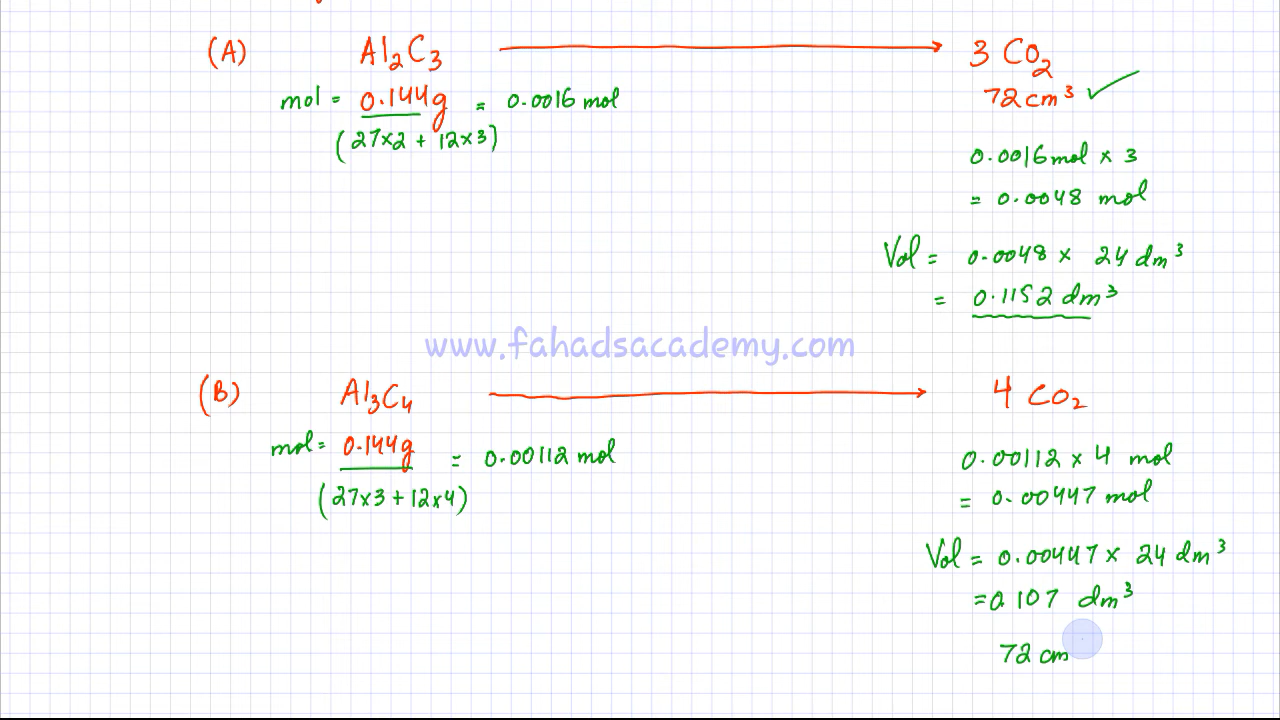 (A) Al₂C₃ → 3 CO₂
mol = 0.144g = 0.0016 mol 72 cm³ ✓
(27×2 + 12×3)
0.0016 mol × 3
= 0.0048 mol
Vol = 0.0048 × 24 dm³
= 0.1152 dm³
www.fahadsacademy.com
(B) Al₃C₄ → 4 CO₂
mol = 0.144g = 0.00112 mol 0.00112 × 4 mol
(27×3 + 12×4) = 0.00447 mol
Vol = 0.00447 × 24 dm³
= 0.107 dm³
72 cm